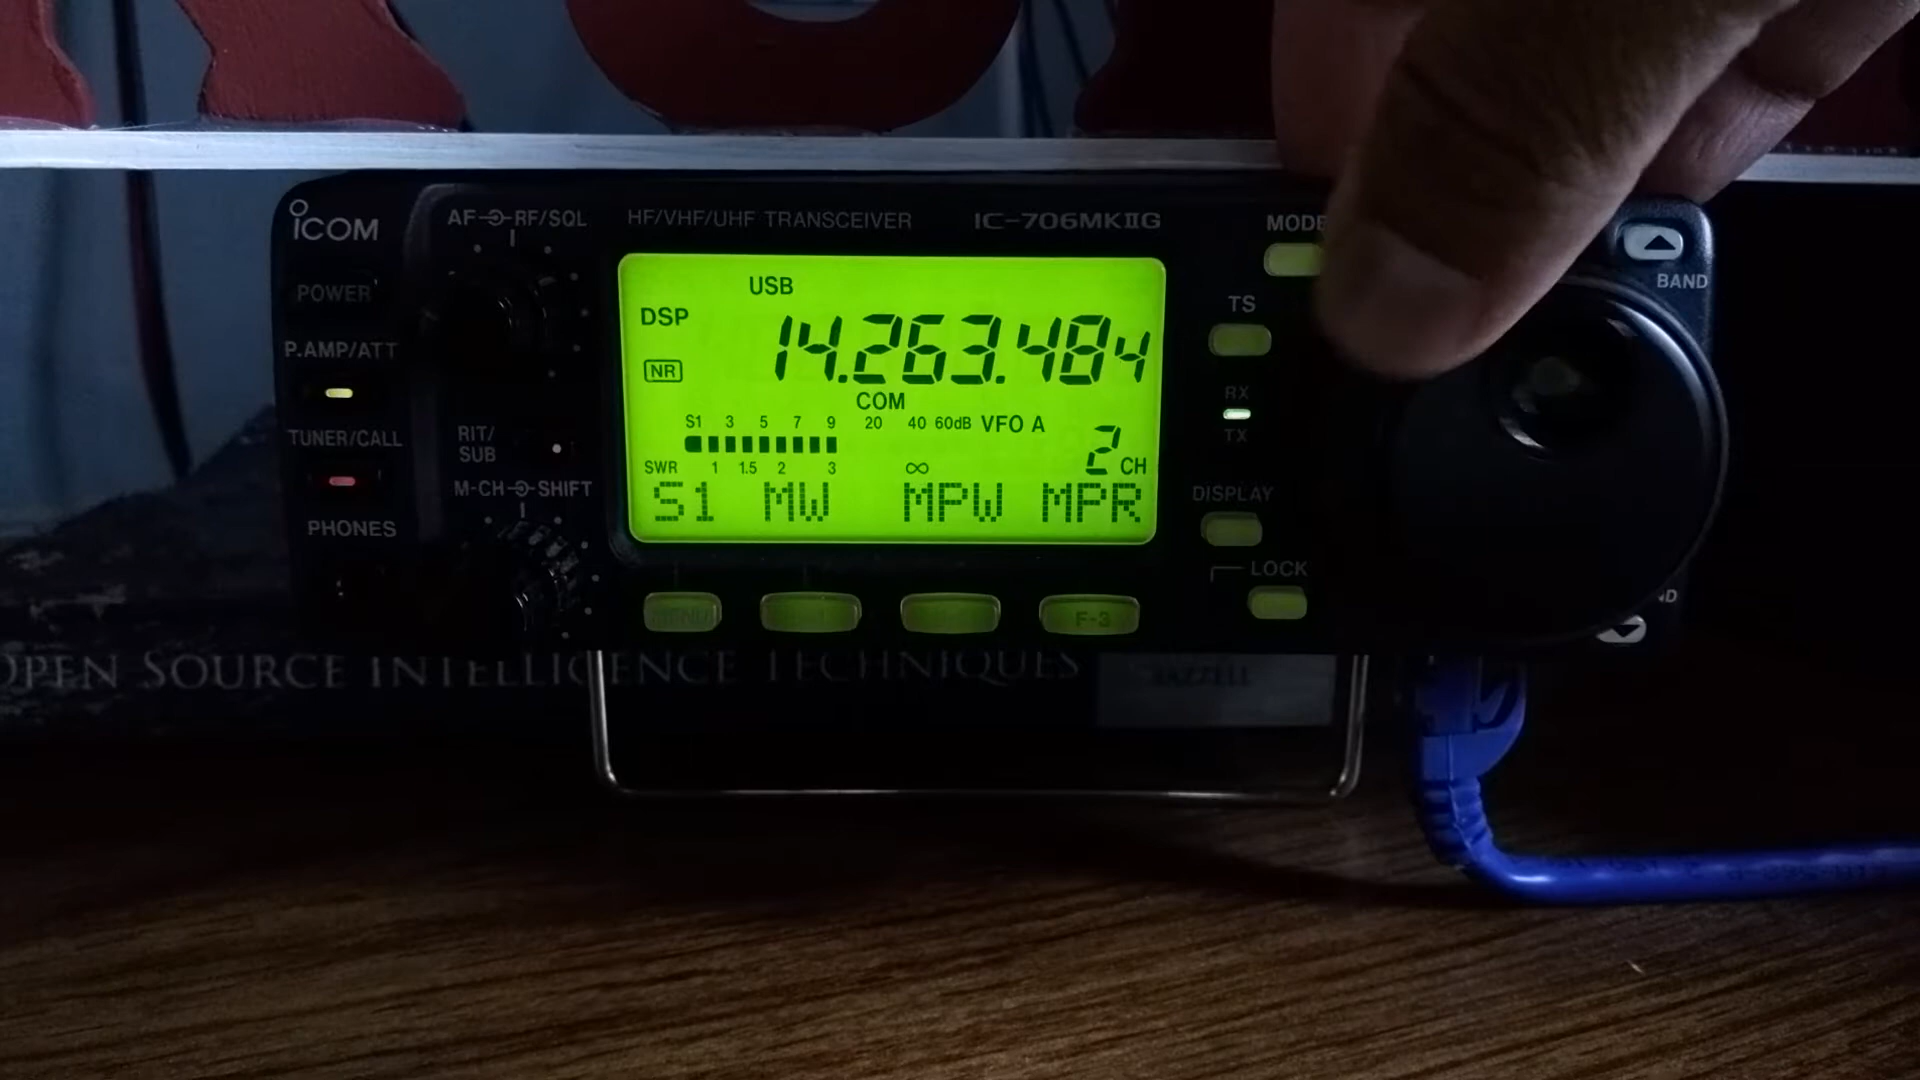 ICOM
AF RF/SQL
HF/VHF/UHF TRANSCEIVER
IC-706MKIIG
MODE
BAND
POWER
P.AMP/ATT
TUNER/CALL
PHONES
RIT/
SUB
M-CH SHIFT
USB
DSP
14.263.484
NR
COM
S1 3 5 7 9 20 40 60dB VFO A
2 CH
SWR 1 1.5 2 3 ∞
S1 MW MPW MPR
TS
RX
TX
DISPLAY
LOCK
MENU
F-3
ND
OPEN SOURCE INTELLIGENCE TECHNIQUES
BAZZELL